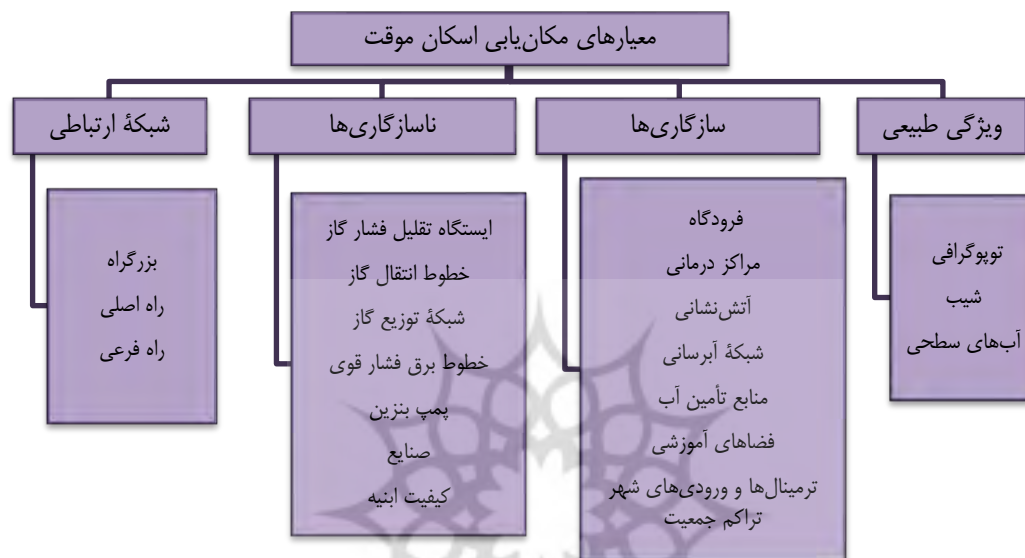 معیارهای مکان‌یابی اسکان موقت
ویژگی طبیعی
توپوگرافی
شیب
آب‌های سطحی
سازگاری‌ها
فرودگاه
مراکز درمانی
آتش‌نشانی
شبکهٔ آبرسانی
منابع تأمین آب
فضاهای آموزشی
ترمینال‌ها و ورودی‌های شهر
تراکم جمعیت
ناسازگاری‌ها
ایستگاه تقلیل فشار گاز
خطوط انتقال گاز
شبکهٔ توزیع گاز
خطوط برق فشار قوی
پمپ بنزین
صنایع
کیفیت ابنیه
شبکهٔ ارتباطی
بزرگراه
راه اصلی
راه فرعی